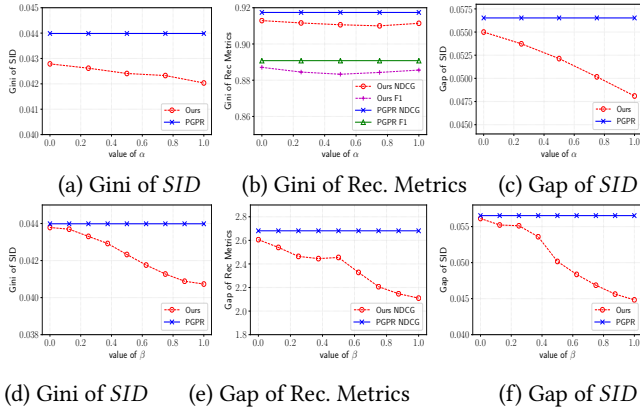 0.045
0.044
0.043
0.042
0.041
0.040
Gini of SID
0.0 0.2 0.4 0.6 0.8 1.0
value of α
Ours
PGPR
0.92
0.90
0.88
0.86
Gini of Rec Metrics
0.0 0.2 0.4 0.6 0.8 1.0
value of α
Ours NDCG
Ours F1
PGPR NDCG
PGPR F1
0.0575
0.0550
0.0525
0.0500
0.0475
0.0450
Gap of SID
0.0 0.2 0.4 0.6 0.8 1.0
value of α
Ours
PGPR
(a) Gini of SID
(b) Gini of Rec. Metrics
(c) Gap of SID
0.044
0.042
0.040
0.038
Gini of SID
0.0 0.2 0.4 0.6 0.8 1.0
value of β
Ours
PGPR
2.8
2.6
2.4
2.2
2.0
1.8
Gap of Rec Metrics
0.0 0.2 0.4 0.6 0.8 1.0
value of β
Ours NDCG
PGPR NDCG
0.055
0.050
0.045
0.040
Gap of SID
0.0 0.2 0.4 0.6 0.8 1.0
value of β
Ours
PGPR
(d) Gini of SID
(e) Gap of Rec. Metrics
(f) Gap of SID